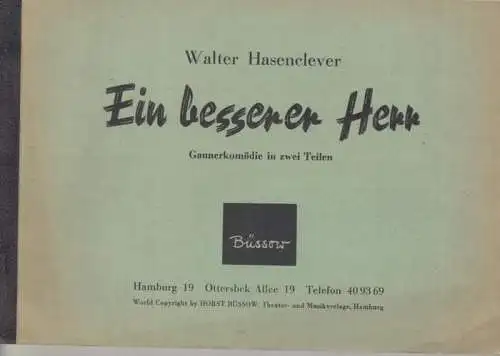 Walter Hasenclever
Ein besserer Herr
Gaunerkomödie in zwei Teilen
Büssow
Hamburg 19 Ottersbek Allee 19 Telefon 40 93 69
World Copyright by HORST BÜSSOW, Theater- und Musikverlage, Hamburg